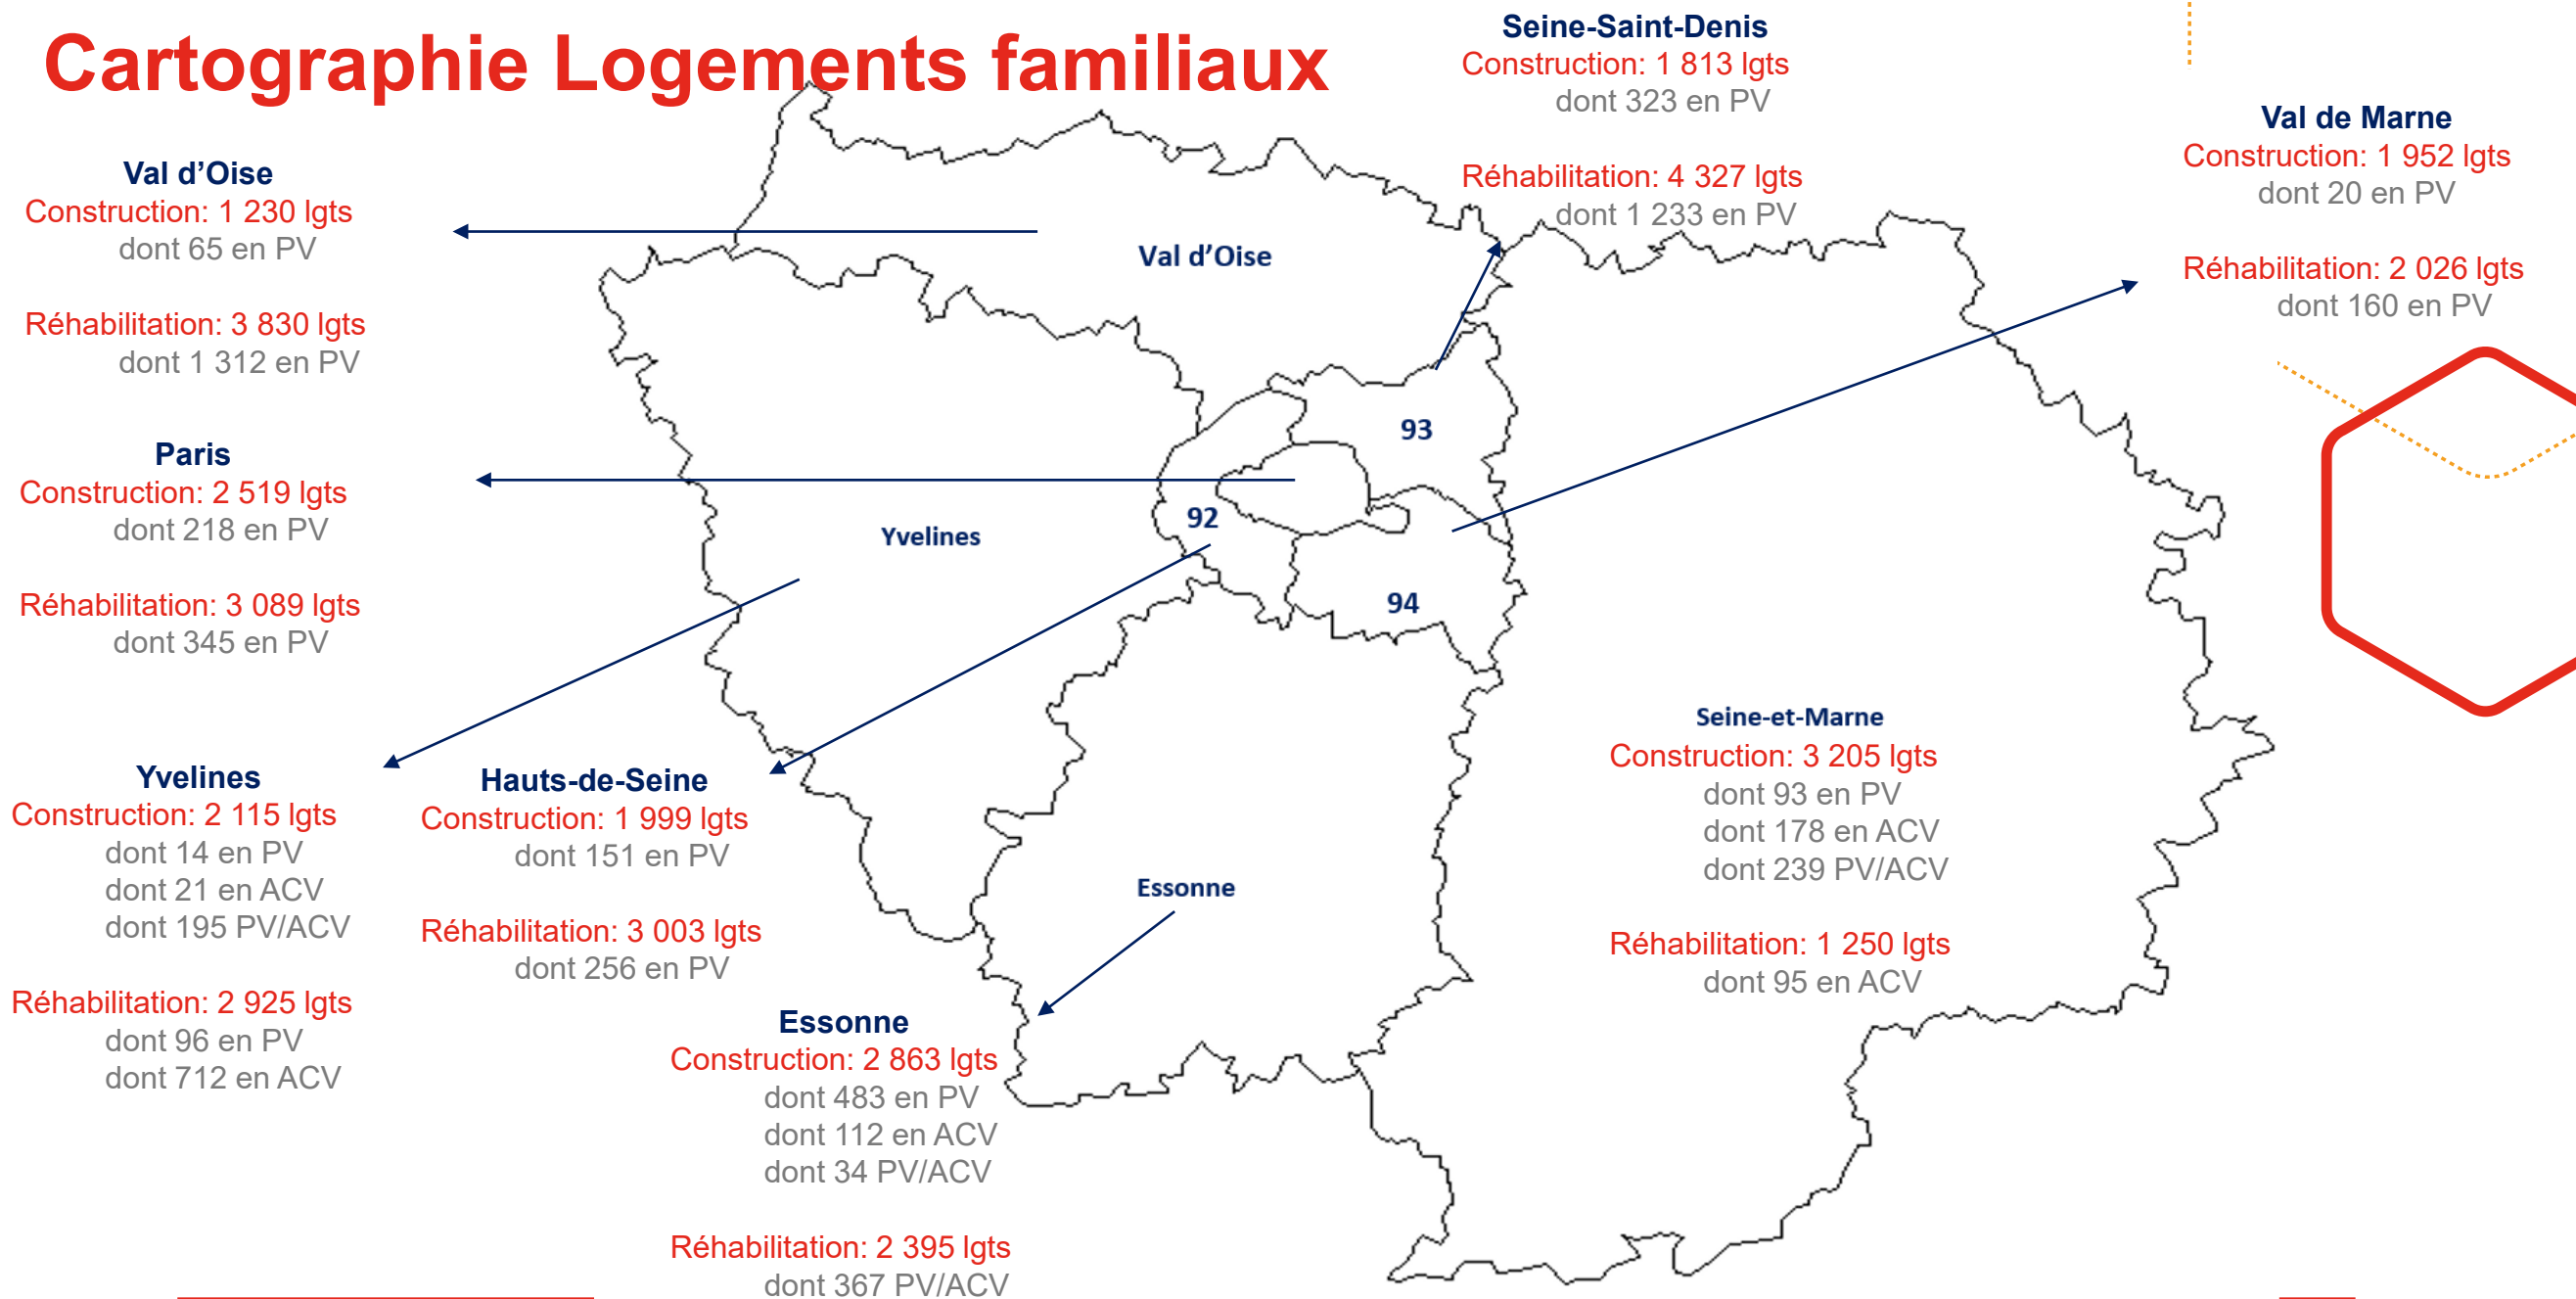 Cartographie Logements familiaux
Seine-Saint-Denis
Construction: 1 813 lgts
dont 323 en PV
Réhabilitation: 4 327 lgts
dont 1 233 en PV
Val de Marne
Construction: 1 952 lgts
dont 20 en PV
Réhabilitation: 2 026 lgts
dont 160 en PV
Val d’Oise
Construction: 1 230 lgts
dont 65 en PV
Réhabilitation: 3 830 lgts
dont 1 312 en PV
Val d’Oise
Paris
Construction: 2 519 lgts
dont 218 en PV
Réhabilitation: 3 089 lgts
dont 345 en PV
93
92
94
Yvelines
Yvelines
Construction: 2 115 lgts
dont 14 en PV
dont 21 en ACV
dont 195 PV/ACV
Réhabilitation: 2 925 lgts
dont 96 en PV
dont 712 en ACV
Hauts-de-Seine
Construction: 1 999 lgts
dont 151 en PV
Réhabilitation: 3 003 lgts
dont 256 en PV
Essonne
Essonne
Construction: 2 863 lgts
dont 483 en PV
dont 112 en ACV
dont 34 PV/ACV
Réhabilitation: 2 395 lgts
dont 367 PV/ACV
Seine-et-Marne
Construction: 3 205 lgts
dont 93 en PV
dont 178 en ACV
dont 239 PV/ACV
Réhabilitation: 1 250 lgts
dont 95 en ACV